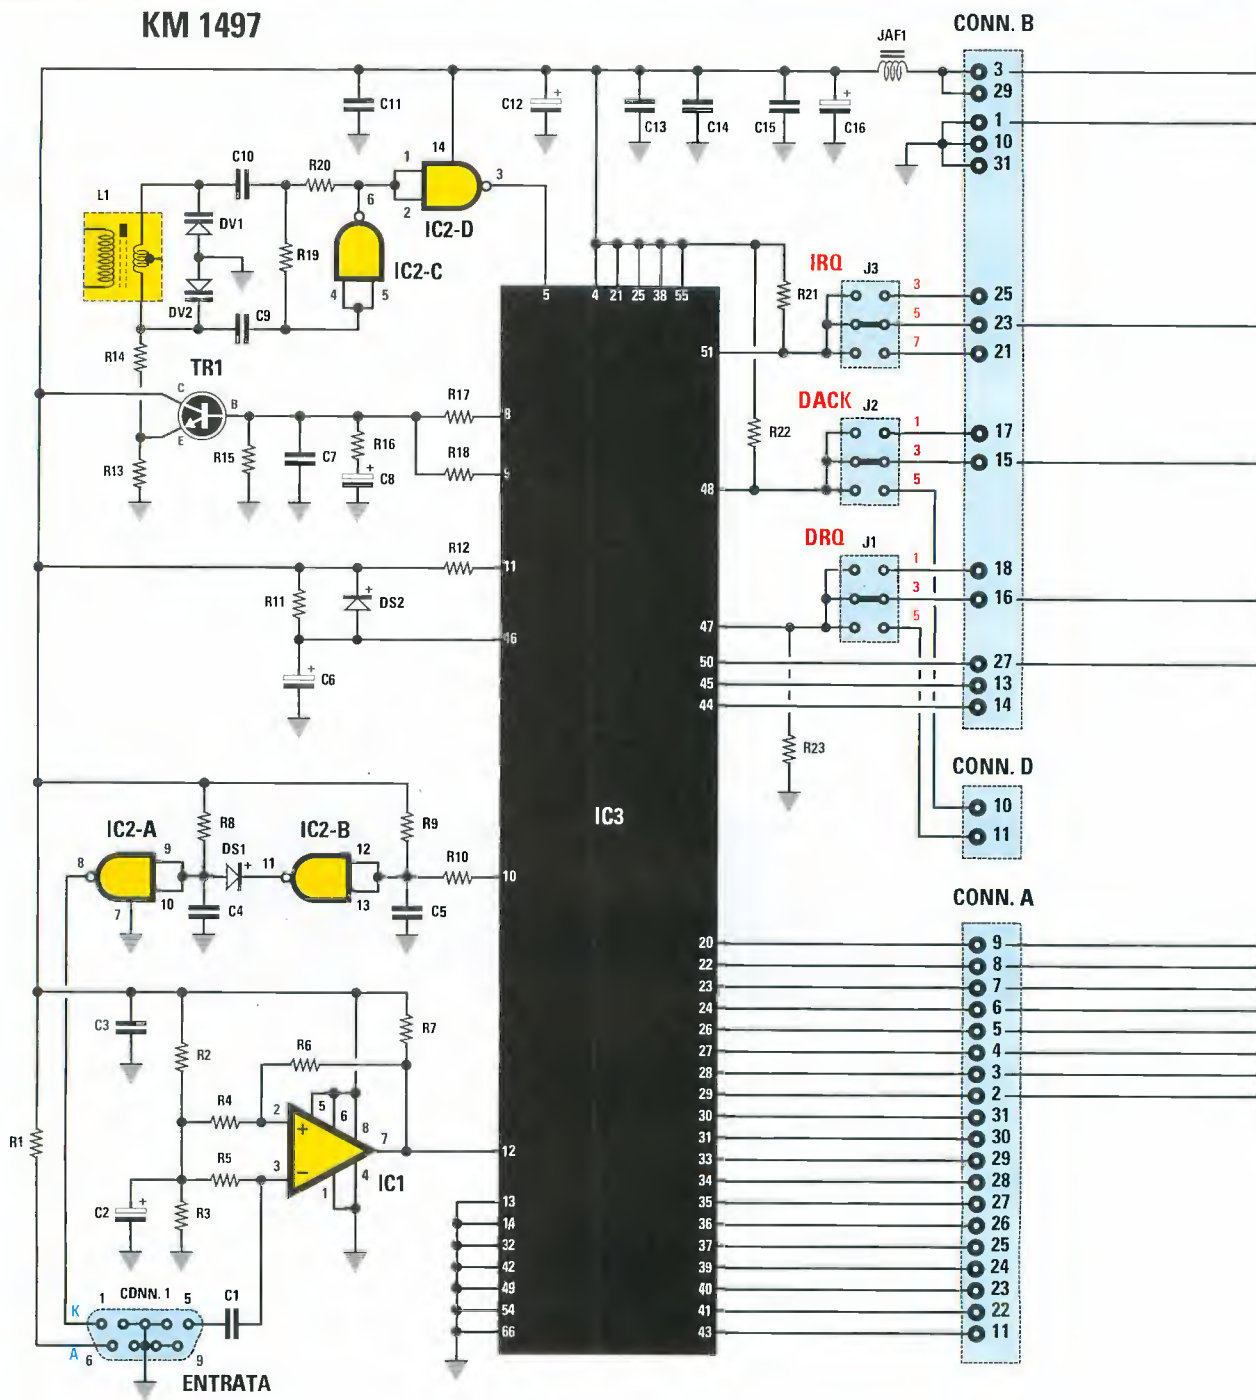 KM 1497
CONN. B
JAF1
3
29
C11
C12
C13
C14
C15
C16
1
10
31
14
C10
R20
1
3
6
2
L1
DV1
IC2-D
R19
IC2-C
4
5
DV2
C9
5
4
21
25
38
55
R21
IRQ
J3
3
25
5
23
7
21
R14
51
TR1
C
B
E
R17
8
DACK
J2
R22
1
17
3
15
5
R13
R15
C7
R16
C8
R18
9
48
DRQ
J1
1
18
3
16
5
R12
11
R11
DS2
46
47
50
27
45
13
44
14
C6
R23
CONN. D
10
11
IC3
IC2-A
R8
IC2-B
R9
8
9
DS1
+
11
12
R10
10
10
7
C4
13
C5
CONN. A
20
9
22
8
23
7
24
6
26
5
27
4
28
3
29
2
30
31
31
30
33
29
34
28
35
27
36
26
37
25
39
24
40
23
41
22
43
11
C3
R2
R6
R7
R4
2
5
6
8
7
12
R1
R5
3
1
4
IC1
C2
R3
13
14
32
42
49
54
66
K
1
CONN. 1
5
C1
A
6
9
ENTRATA